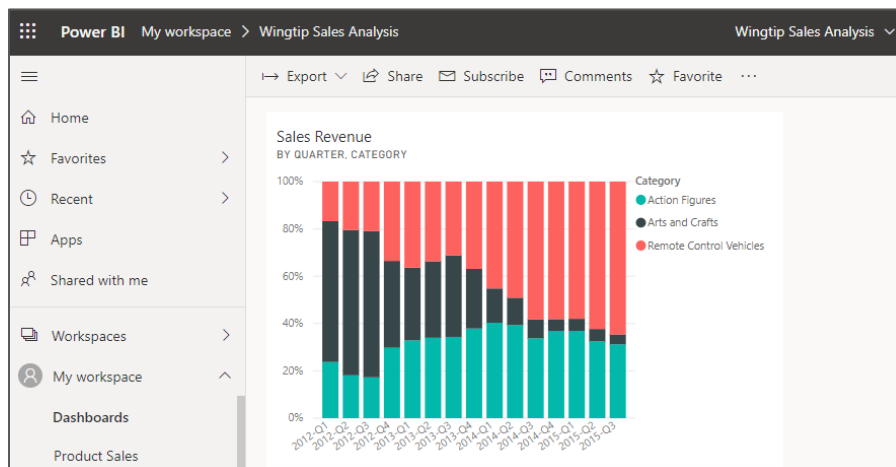 Power BI My workspace > Wingtip Sales Analysis Wingtip Sales Analysis
Export Share Subscribe Comments Favorite ...
Home
Favorites
Recent
Apps
Shared with me
Workspaces
My workspace
Dashboards
Product Sales
Sales Revenue
BY QUARTER, CATEGORY
100%
80%
60%
40%
20%
0%
2012-Q1
2012-Q2
2012-Q3
2012-Q4
2013-Q1
2013-Q2
2013-Q3
2013-Q4
2014-Q1
2014-Q2
2014-Q3
2014-Q4
2015-Q1
2015-Q2
2015-Q3
Category
Action Figures
Arts and Crafts
Remote Control Vehicles